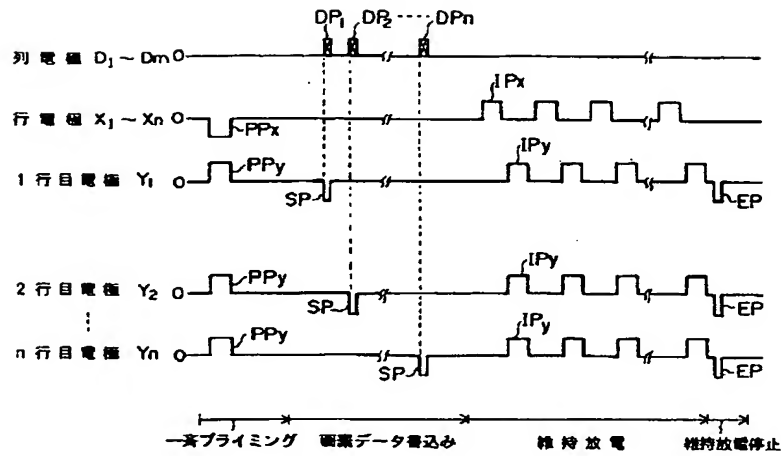 DP1 DP2 DPn
列電極 D1～Dm 0
IPx
行電極 X1～Xn 0
PPx
PPy IPy
1行目電極 Y1 0
SP EP
PPy IPy
2行目電極 Y2 0
SP EP
PPy IPy
n行目電極 Yn 0
SP EP
一斉プライミング 画素データ書込み 維持放電 維持放電停止